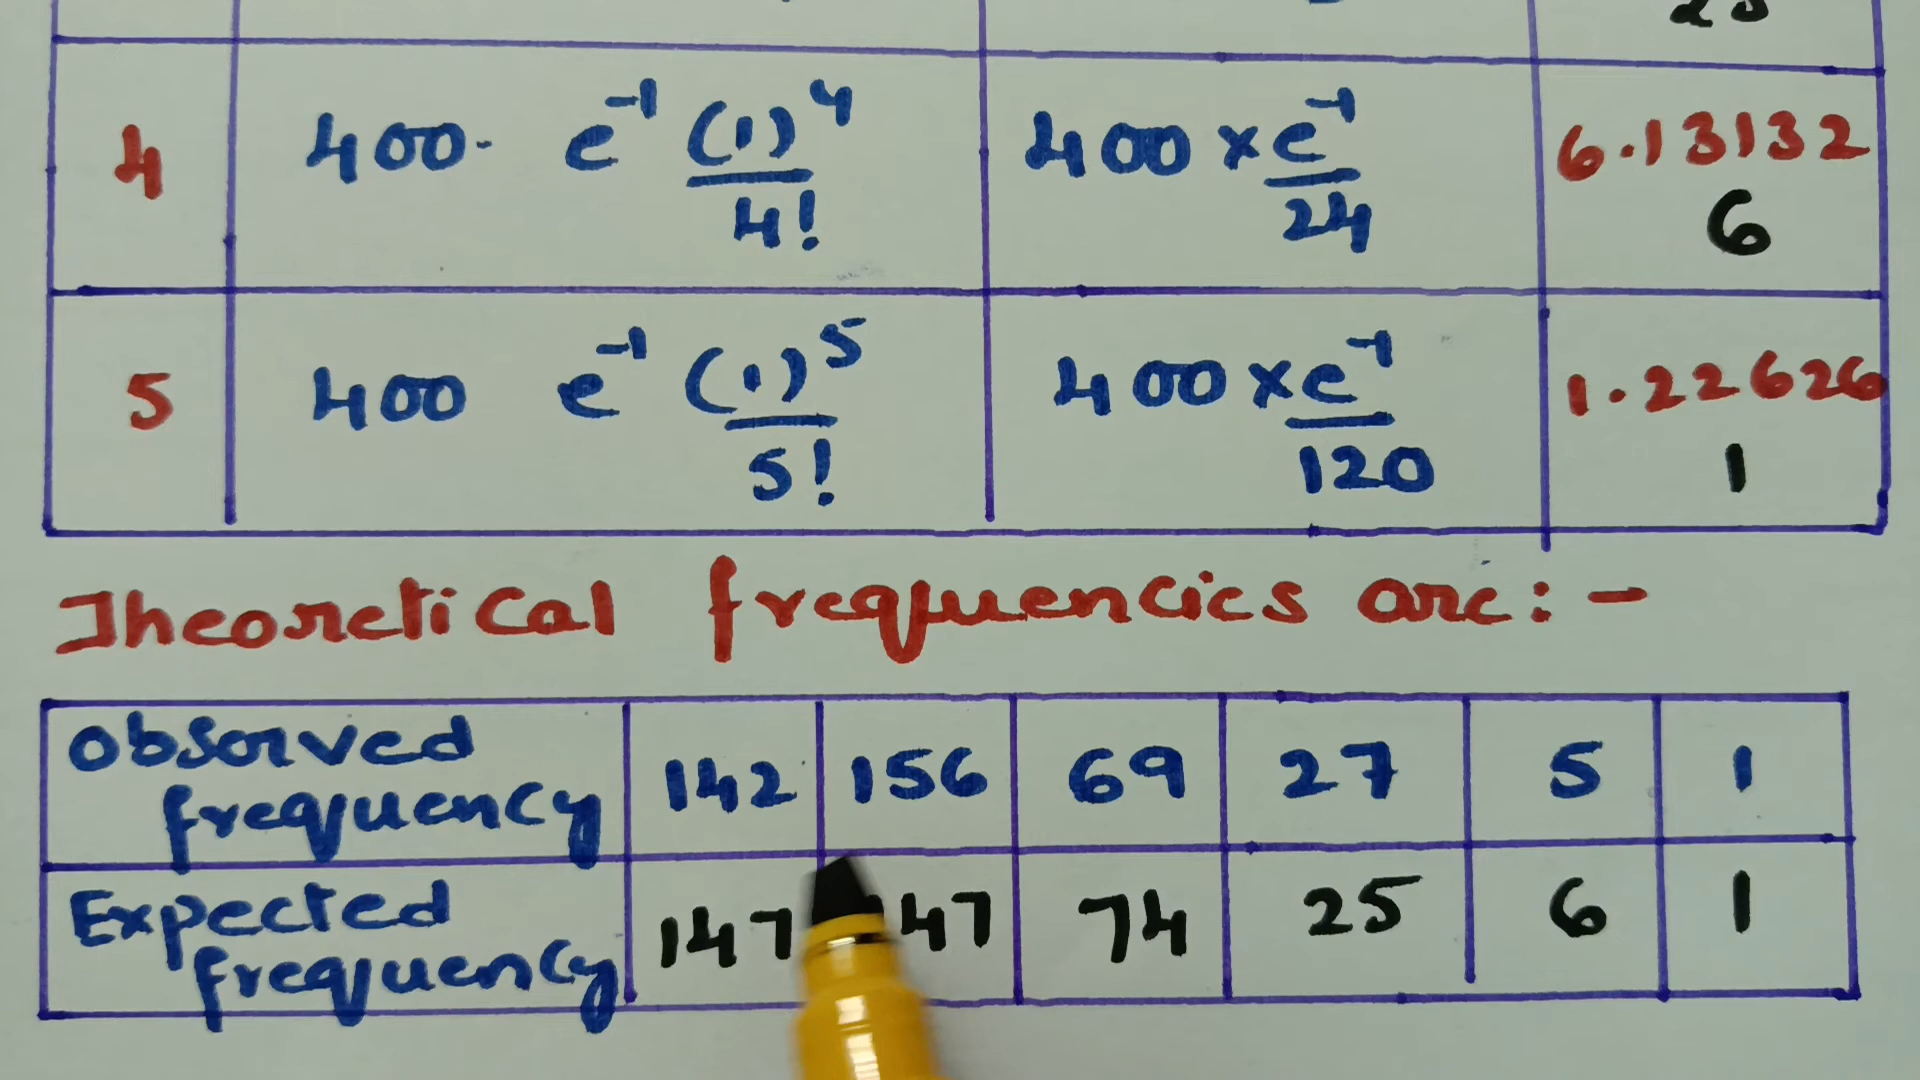 25
4 400· e⁻¹ (1)⁴/4! 400 × e⁻¹/24 6.13132
6
5 400 e⁻¹ (1)⁵/5! 400 × e⁻¹/120 1.22626
1
Theoretical frequencies are:-
Observed frequency 142 156 69 27 5 1
Expected frequency 147 47 74 25 6 1